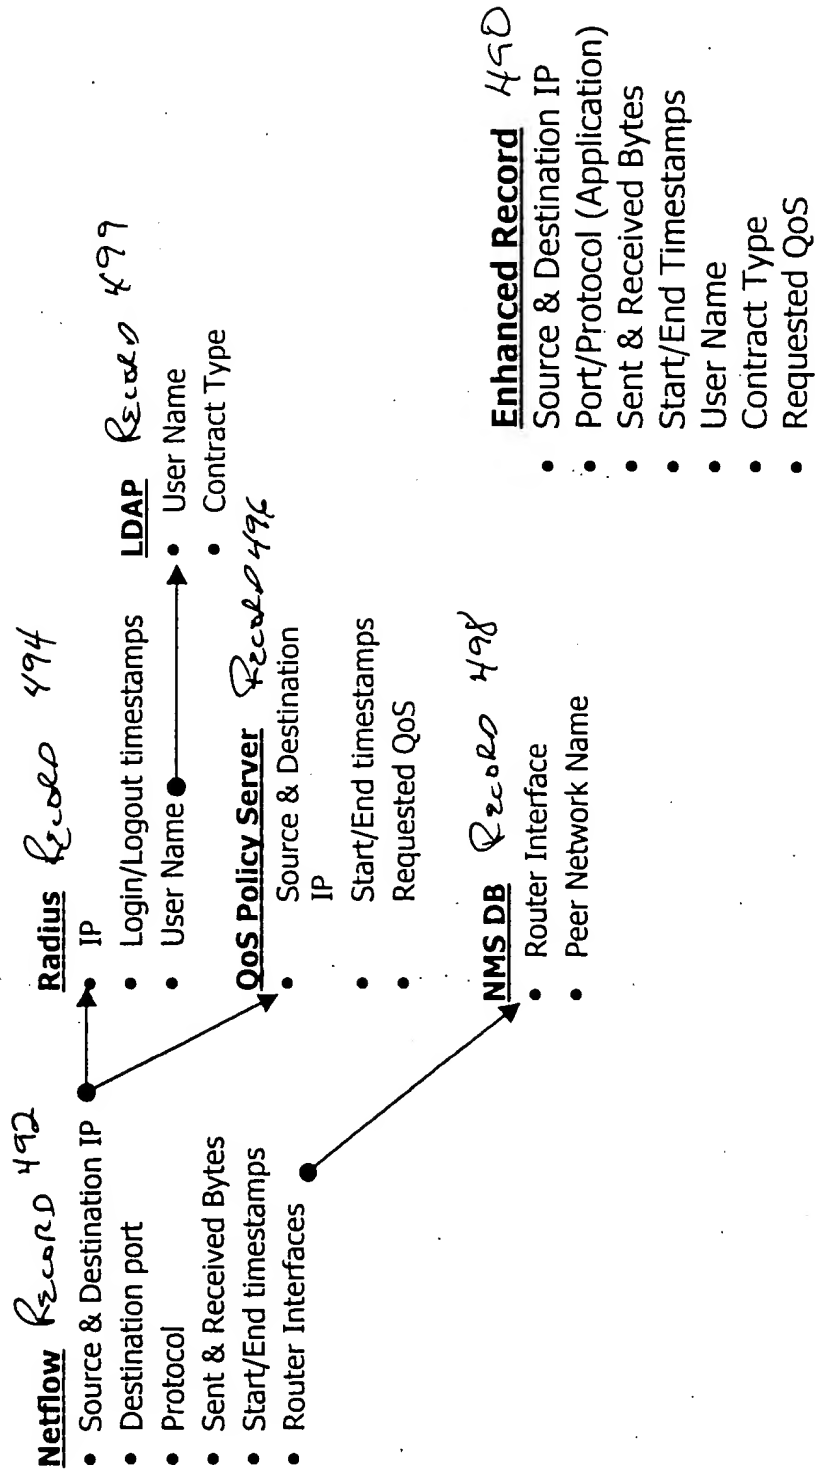 Netflow RECORD 492
• Source & Destination IP
• Destination port
• Protocol
• Sent & Received Bytes
• Start/End timestamps
• Router Interfaces
Radius RECORD 494
• IP
• Login/Logout timestamps
• User Name
LDAP RECORD 499
• User Name
• Contract Type
QoS Policy Server RECORD 496
• Source & Destination
IP
• Start/End timestamps
• Requested QoS
NMS DB RECORD 498
• Router Interface
• Peer Network Name
Enhanced Record 490
• Source & Destination IP
• Port/Protocol (Application)
• Sent & Received Bytes
• Start/End Timestamps
• User Name
• Contract Type
• Requested QoS